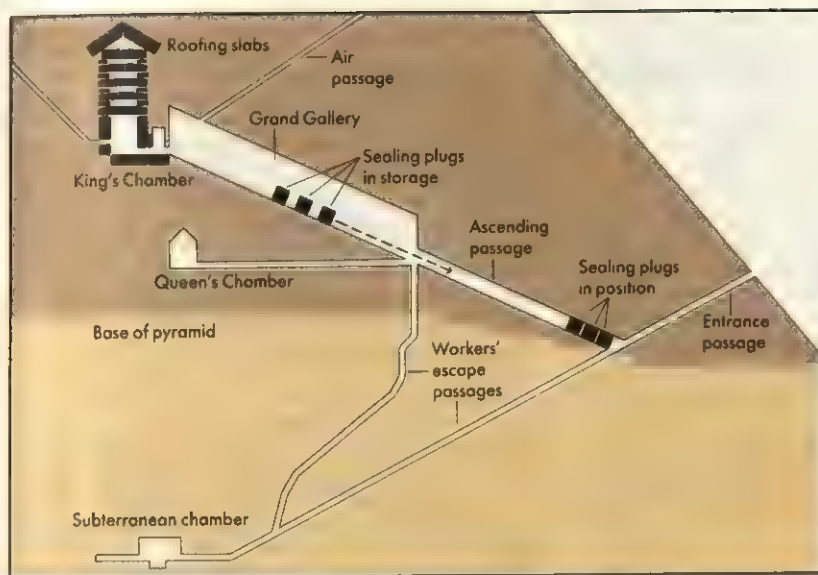 Roofing slabs
Air
passage
Grand Gallery
Sealing plugs
in storage
King's Chamber
Ascending
passage
Queen's Chamber
Sealing plugs
in position
Entrance
passage
Base of pyramid
Workers'
escape
passages
Subterranean chamber